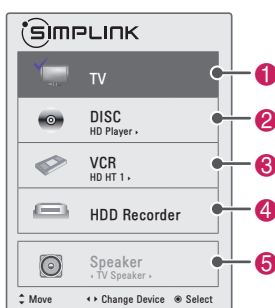 SIMPLINK
TV 1
DISC 2
HD Player ▸
VCR 3
HD HT 1 ▸
HDD Recorder 4
Speaker 5
◂ TV Speaker ▸
Move ◂ ▸ Change Device ◉ Select